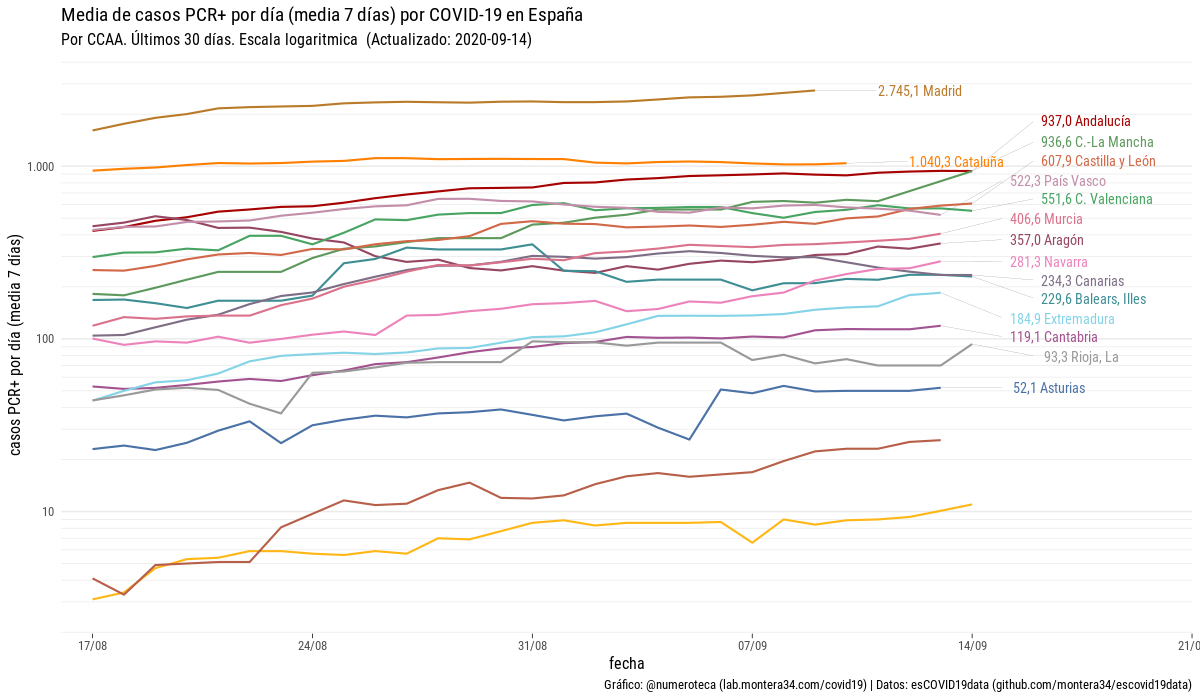 Media de casos PCR+ por día (media 7 días) por COVID-19 en España
Por CCAA. Últimos 30 días. Escala logaritmica (Actualizado: 2020-09-14)
casos PCR+ por día (media 7 días)
1.000
100
10
2.745,1 Madrid
937,0 Andalucía
936,6 C.-La Mancha
1.040,3 Cataluña
607,9 Castilla y León
522,3 País Vasco
551,6 C. Valenciana
406,6 Murcia
357,0 Aragón
281,3 Navarra
234,3 Canarias
229,6 Balears, Illes
184,9 Extremadura
119,1 Cantabria
93,3 Rioja, La
52,1 Asturias
17/08
24/08
31/08
07/09
14/09
21/0
fecha
Gráfico: @numeroteca (lab.montera34.com/covid19) | Datos: esCOVID19data (github.com/montera34/escovid19data)